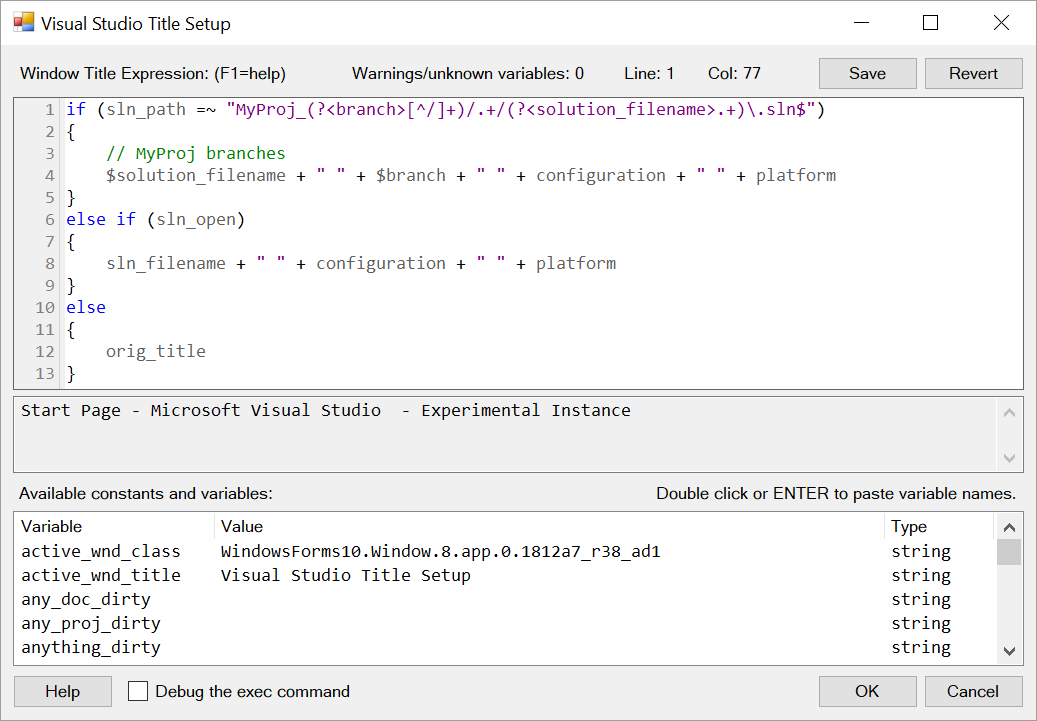 Visual Studio Title Setup
Window Title Expression: (F1=help) Warnings/unknown variables: 0 Line: 1 Col: 77 Save Revert
1 if (sln_path =~ "MyProj_(?<branch>[^/]+)/.+/(?<solution_filename>.+)\.sln$")
2 {
3     // MyProj branches
4     $solution_filename + " " + $branch + " " + configuration + " " + platform
5 }
6 else if (sln_open)
7 {
8     sln_filename + " " + configuration + " " + platform
9 }
10 else
11 {
12     orig_title
13 }
Start Page - Microsoft Visual Studio  - Experimental Instance
Available constants and variables: Double click or ENTER to paste variable names.
Variable Value Type
active_wnd_class WindowsForms10.Window.8.app.0.1812a7_r38_ad1 string
active_wnd_title Visual Studio Title Setup string
any_doc_dirty string
any_proj_dirty string
anything_dirty string
Help Debug the exec command OK Cancel